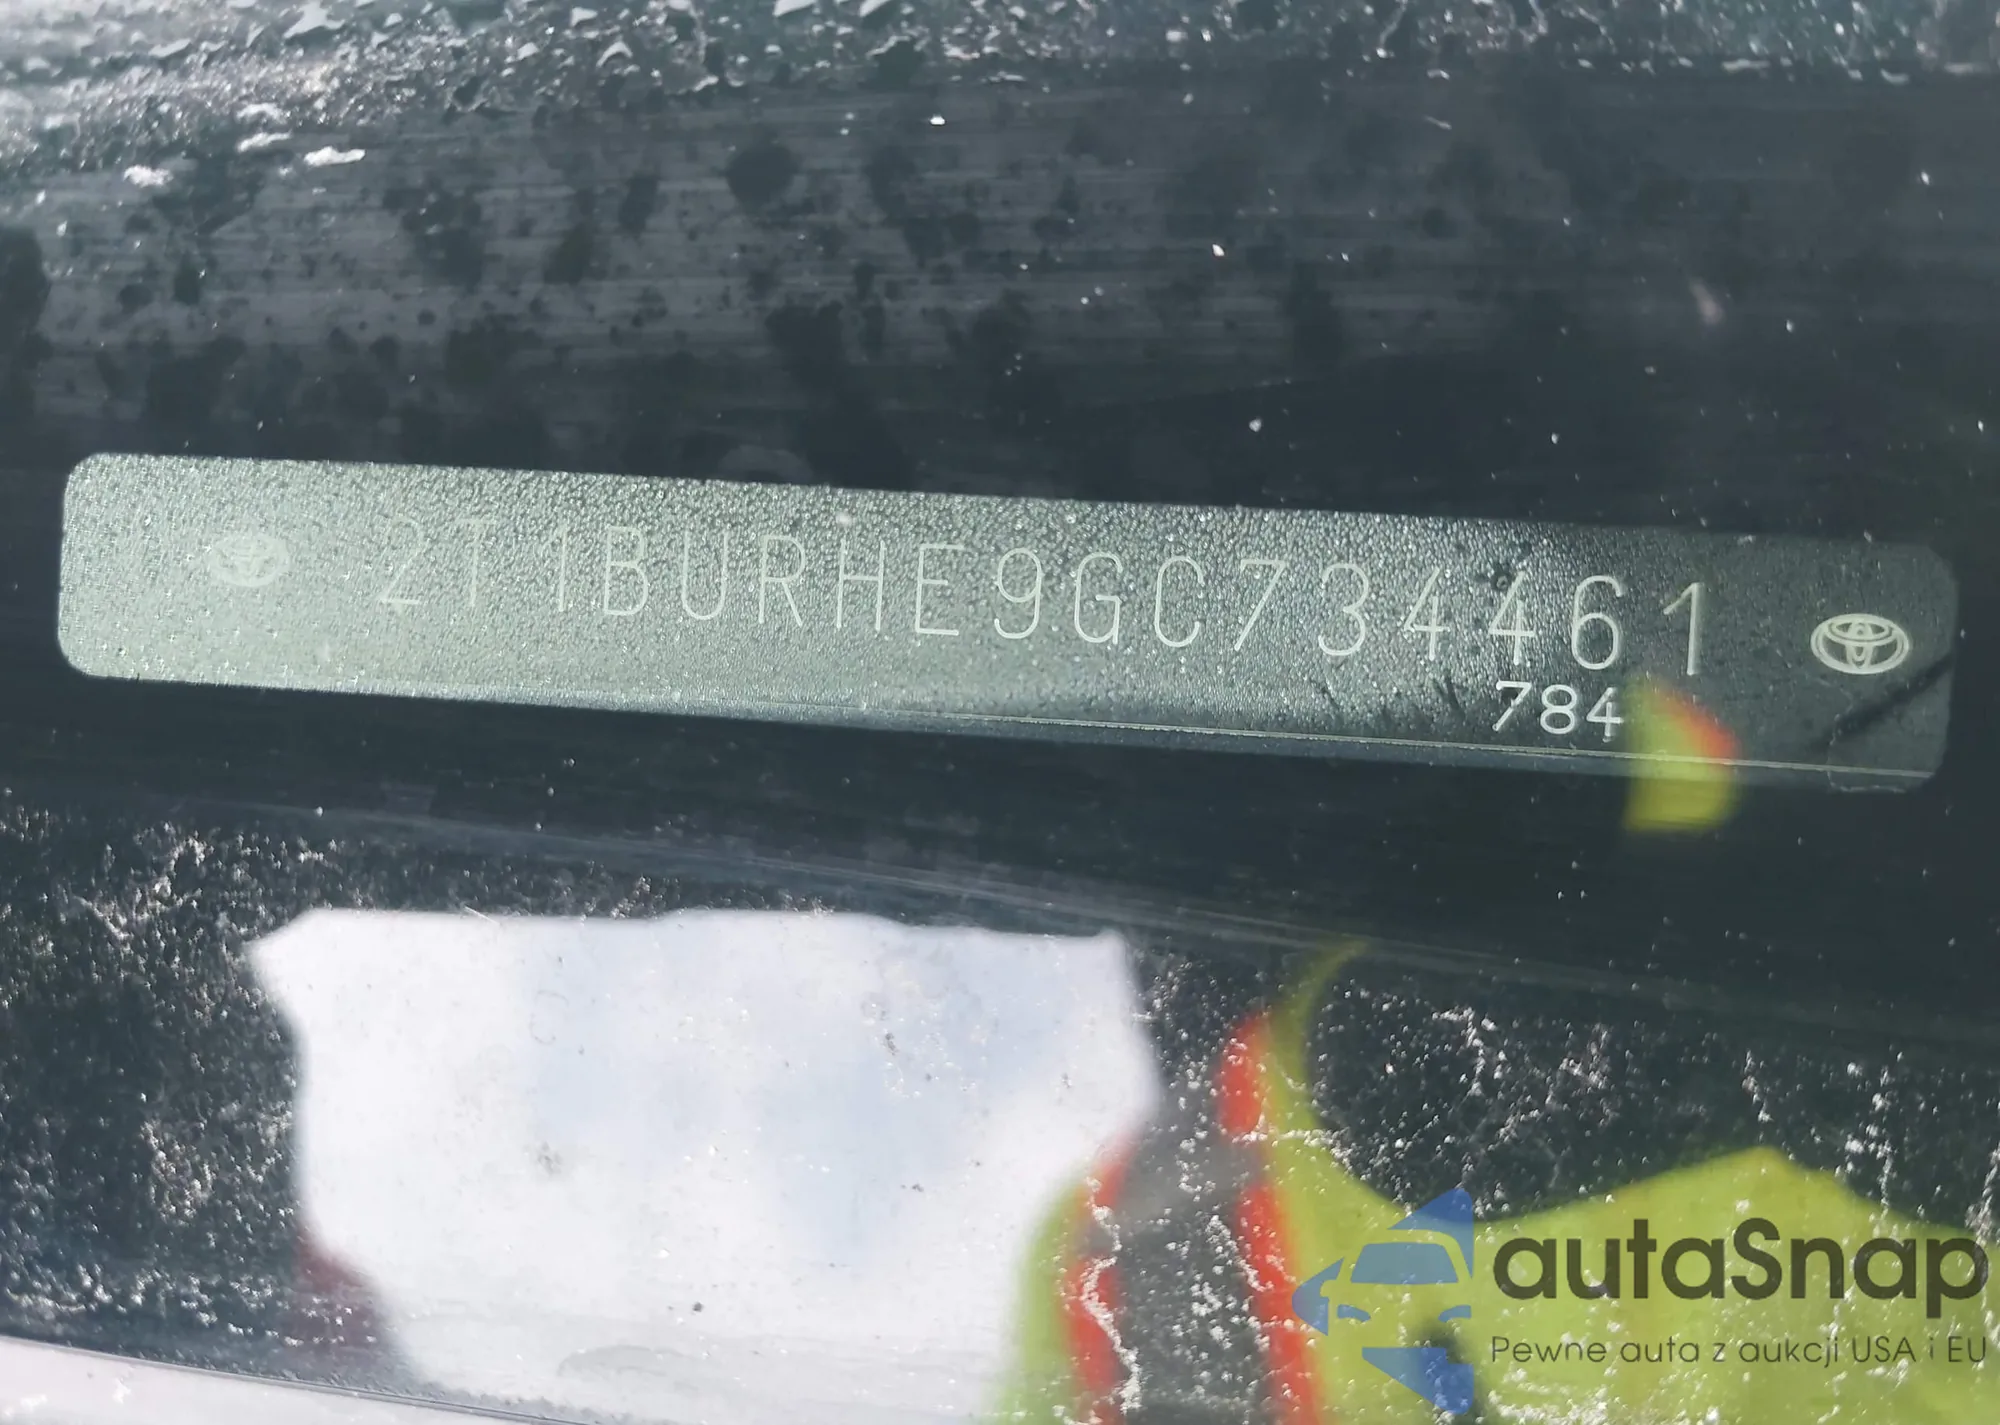 2T1BURHE9GC734461
784
autaSnap
Pewne auta z aukcji USA i EU